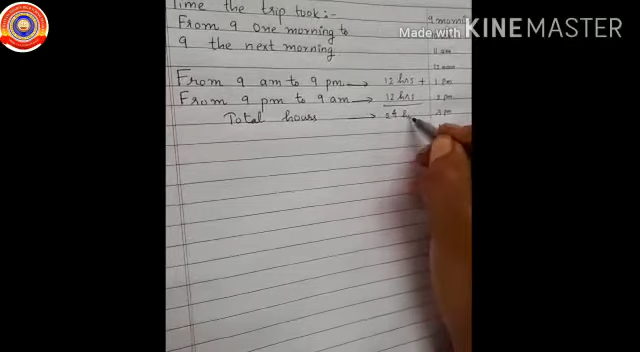 Time the trip took:-
From 9 one morning to
9 the next morning
From 9 am to 9 pm → 12 hrs +
From 9 pm to 9 am → 12 hrs
Total hours → 24 h
9 morni
11 am
12 noon
1 pm
2 pm
3 pm
Made with KINEMASTER